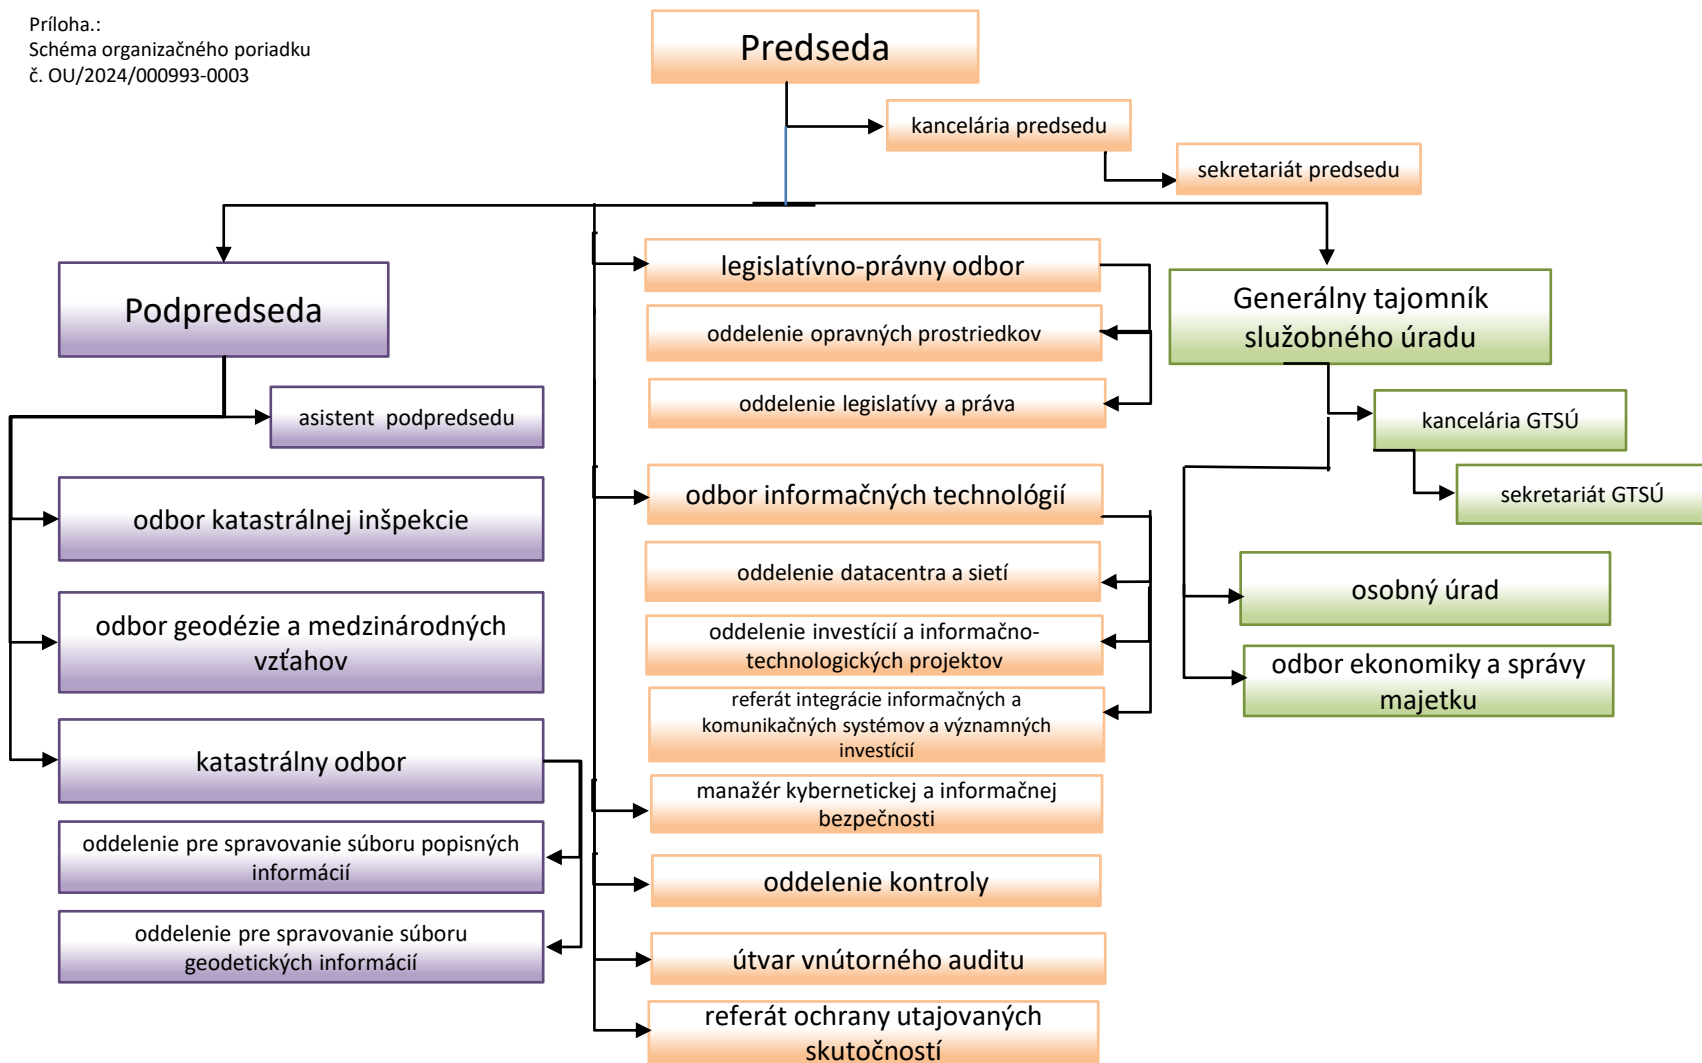 Príloha.:
Schéma organizačného poriadku
č. OU/2024/000993-0003
Predseda
kancelária predsedu
sekretariát predsedu
Podpredseda
asistent podpredsedu
odbor katastrálnej inšpekcie
odbor geodézie a medzinárodných
vzťahov
katastrálny odbor
oddelenie pre spravovanie súboru popisných
informácií
oddelenie pre spravovanie súboru
geodetických informácií
legislatívno-právny odbor
oddelenie opravných prostriedkov
oddelenie legislatívy a práva
odbor informačných technológií
oddelenie datacentra a sietí
oddelenie investícií a informačno-
technologických projektov
referát integrácie informačných a
komunikačných systémov a významných
investícií
manažér kybernetickej a informačnej
bezpečnosti
oddelenie kontroly
útvar vnútorného auditu
referát ochrany utajovaných
skutočností
Generálny tajomník
služobného úradu
kancelária GTSÚ
sekretariát GTSÚ
osobný úrad
odbor ekonomiky a správy
majetku